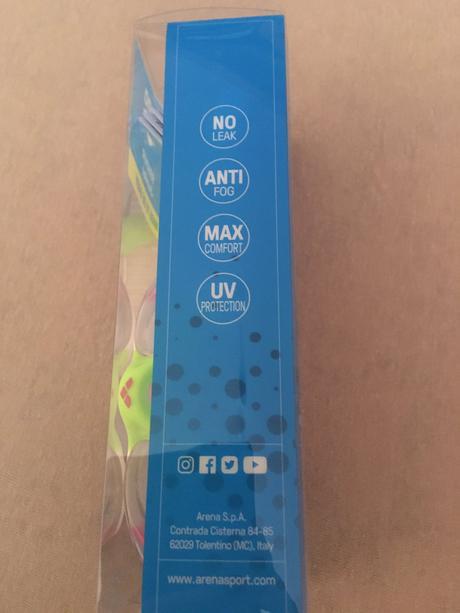 NO
LEAK
ANTI
FOG
MAX
COMFORT
UV
PROTECTION
Arena S.p.A.
Contrada Cisterna 84-85
62029 Tolentino (MC), Italy
www.arenasport.com